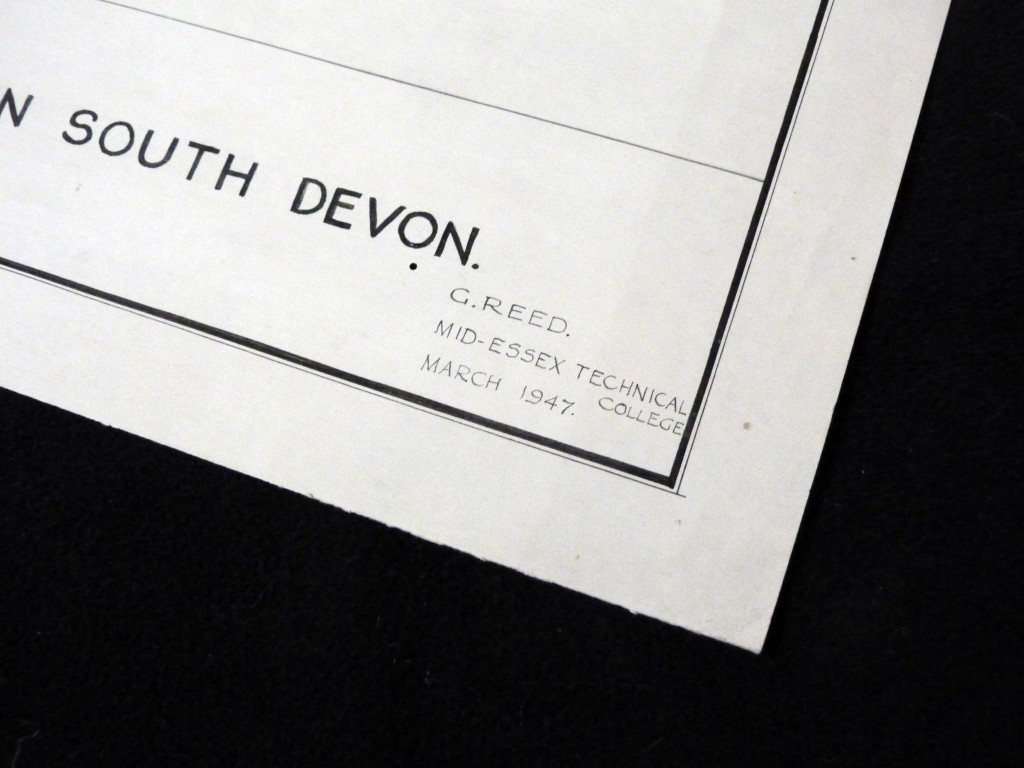 N SOUTH DEVON.
G. REED.
MID-ESSEX TECHNICAL
COLLEGE
MARCH 1947.